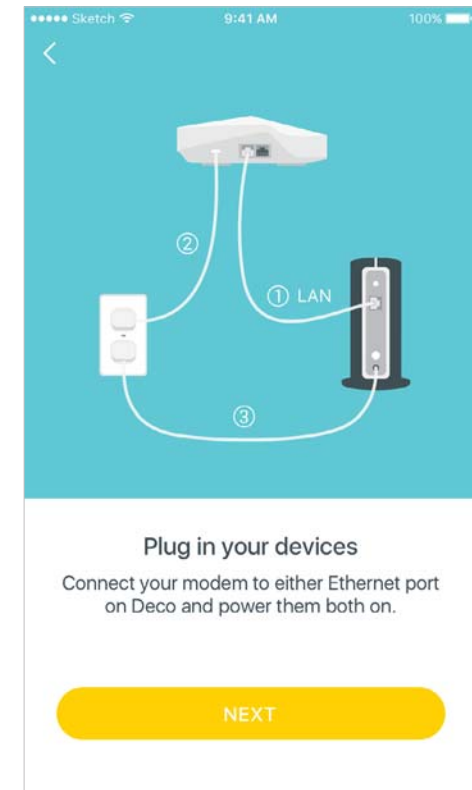 Sketch 9:41 AM 100%
②
① LAN
③
Plug in your devices
Connect your modem to either Ethernet port
on Deco and power them both on.
NEXT